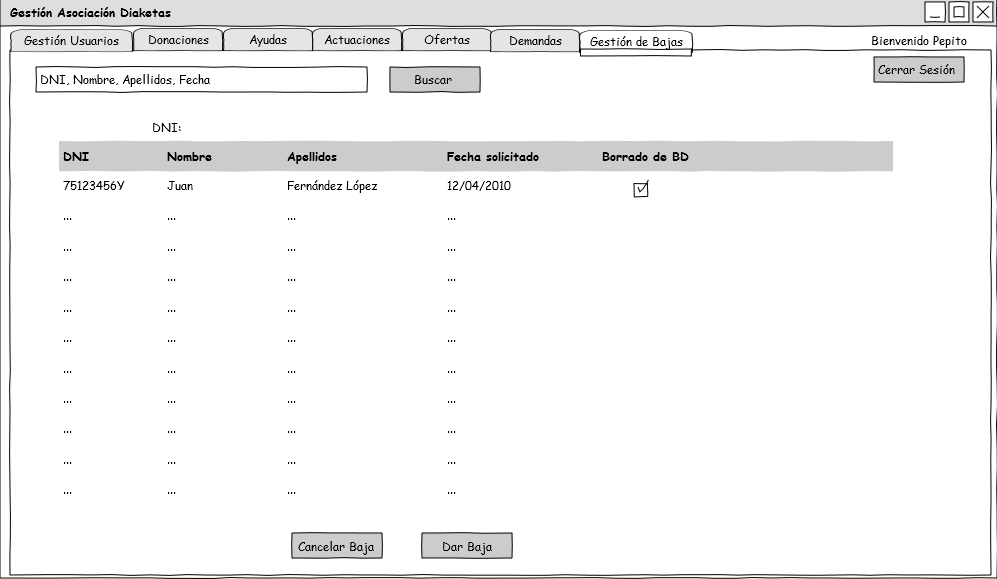 Gestión Asociación Diaketas
Gestión Usuarios Donaciones Ayudas Actuaciones Ofertas Demandas Gestión de Bajas Bienvenido Pepito
DNI, Nombre, Apellidos, Fecha Buscar Cerrar Sesión
DNI:
DNI Nombre Apellidos Fecha solicitado Borrado de BD
75123456Y Juan Fernández López 12/04/2010
... ... ... ...
... ... ... ...
... ... ... ...
... ... ... ...
... ... ... ...
... ... ... ...
... ... ... ...
... ... ... ...
... ... ... ...
... ... ... ...
Cancelar Baja Dar Baja